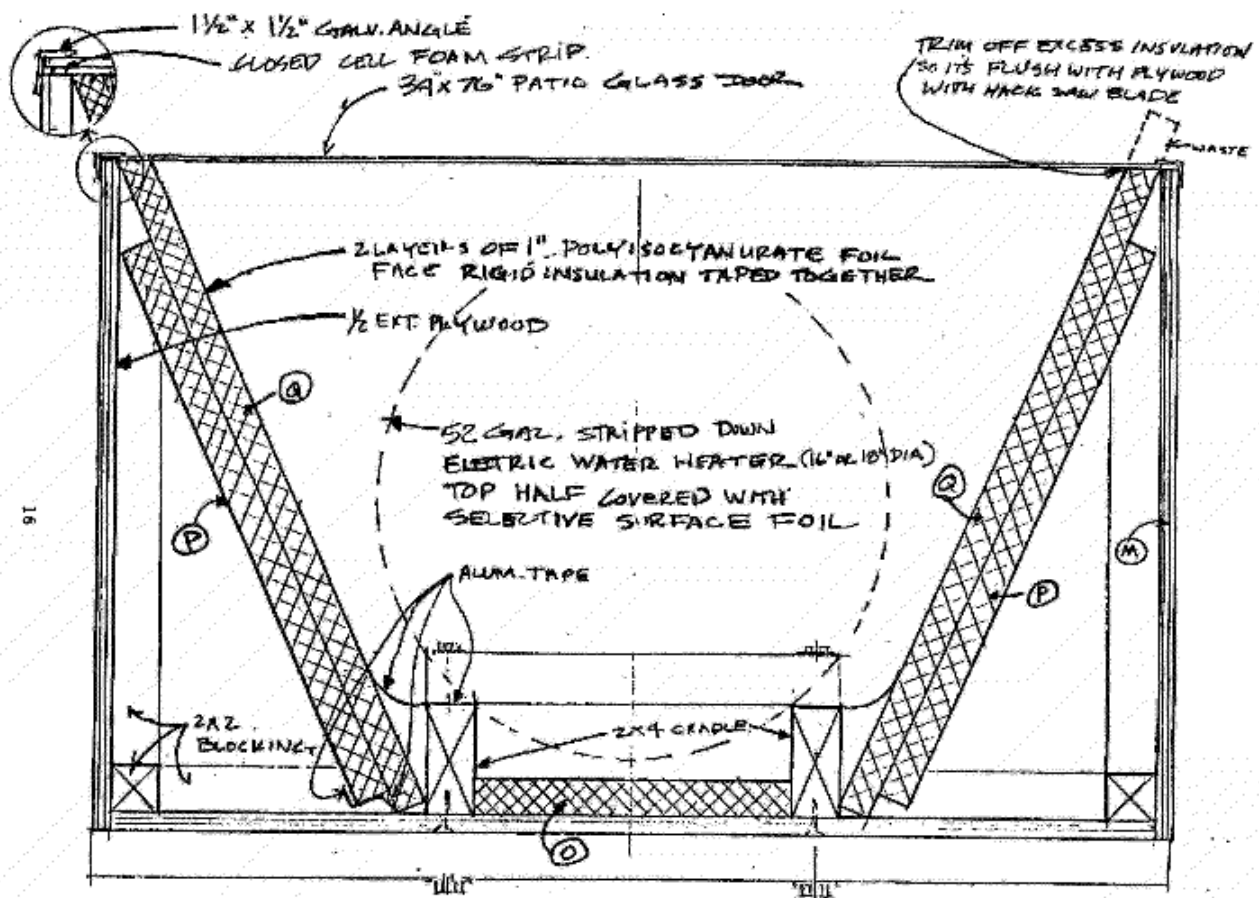 1½" X 1½" GALV. ANGLE
CLOSED CELL FOAM STRIP.
34"X 76" PATIO GLASS DOOR
TRIM OFF EXCESS INSULATION
SO ITS FLUSH WITH PLYWOOD
WITH HACK SAW BLADE
WASTE
2 LAYERS OF 1" POLYISOCYANURATE FOIL
FACE RIGID INSULATION TAPED TOGETHER
½ EXT. PLYWOOD
Q
52 GAL. STRIPPED DOWN
ELECTRIC WATER HEATER (16" OR 18" DIA)
TOP HALF COVERED WITH
SELECTIVE SURFACE FOIL
Q
16
P
M
ALUM. TAPE
P
2X2
BLOCKING
2X4 CRADLE
O